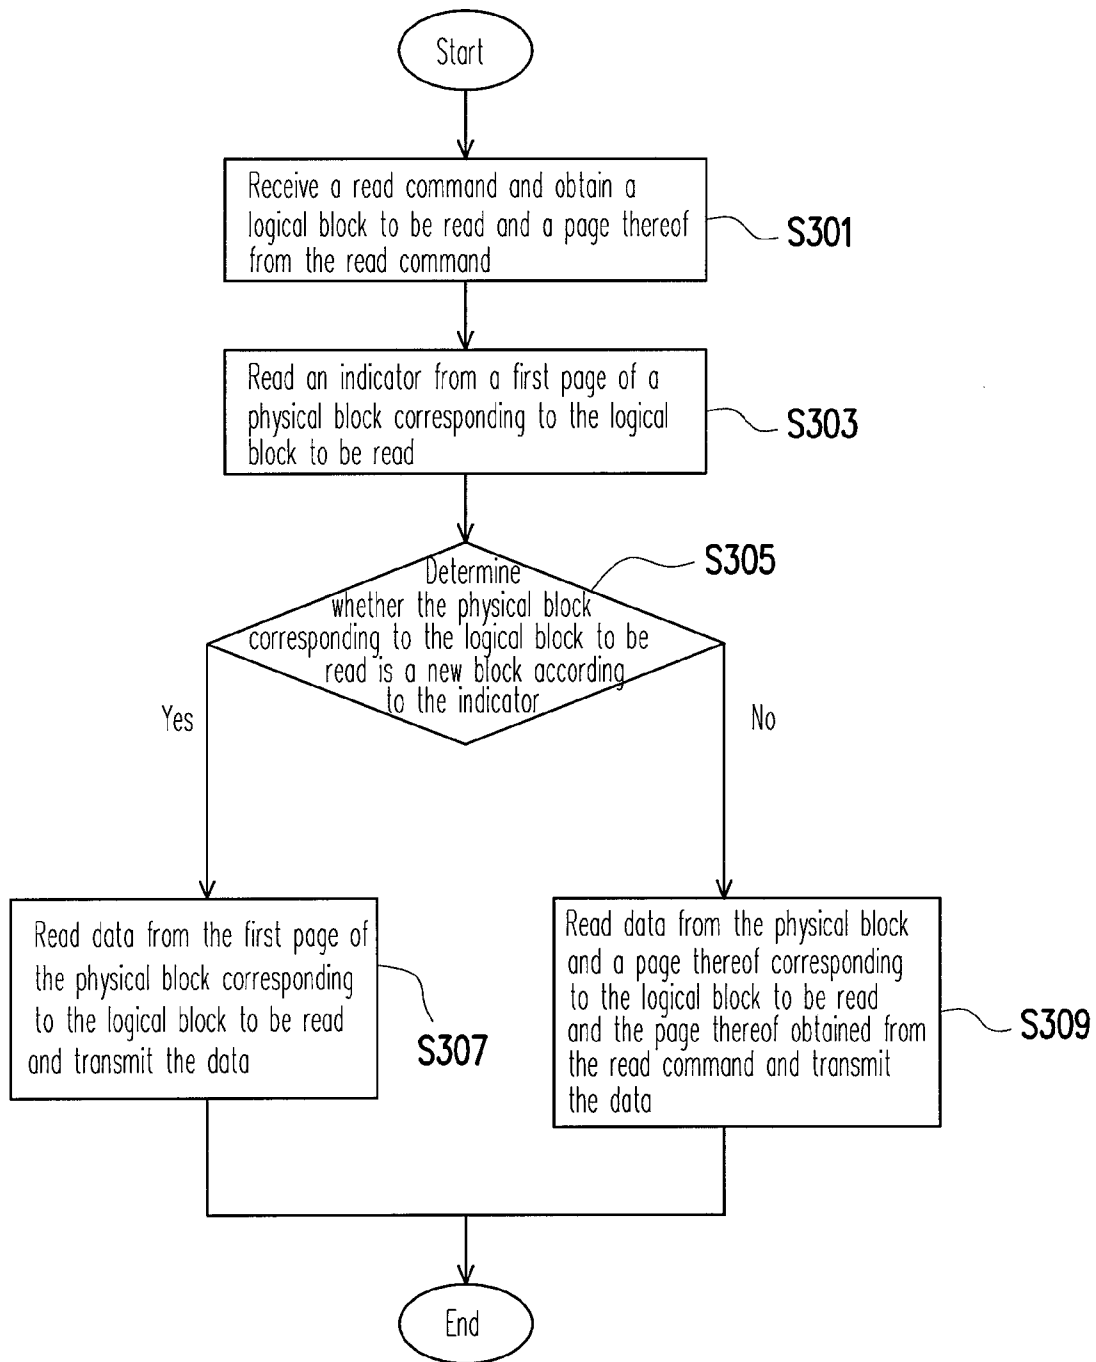 Start
Receive a read command and obtain a
logical block to be read and a page thereof
from the read command
S301
Read an indicator from a first page of a
physical block corresponding to the logical
block to be read
S303
Determine
whether the physical block
corresponding to the logical block to be
read is a new block according
to the indicator
S305
Yes
No
Read data from the first page of
the physical block corresponding
to the logical block to be read
and transmit the data
S307
Read data from the physical block
and a page thereof corresponding
to the logical block to be read
and the page thereof obtained from
the read command and transmit
the data
S309
End